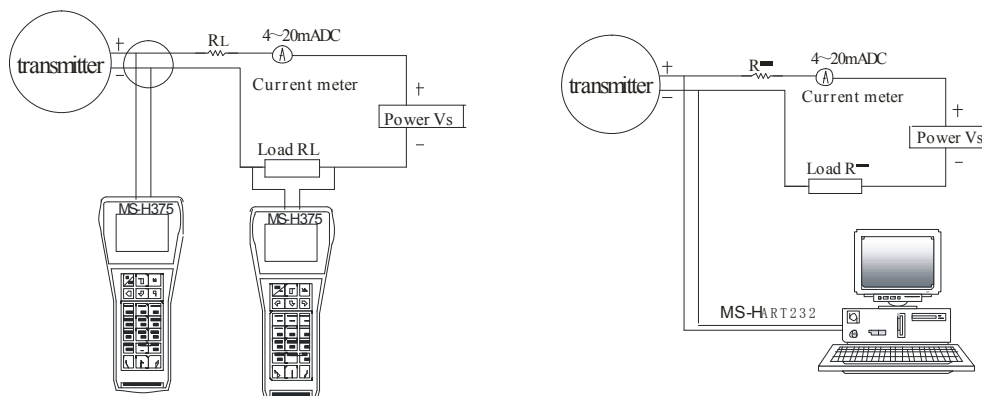 RL
4~20mADC
+
transmitter
−
Current meter
+
Power Vs
−
Load RL
MS-H375
MS-H375
4~20mADC
R
+
transmitter
−
Current meter
+
Power Vs
−
Load R
MS-HART232